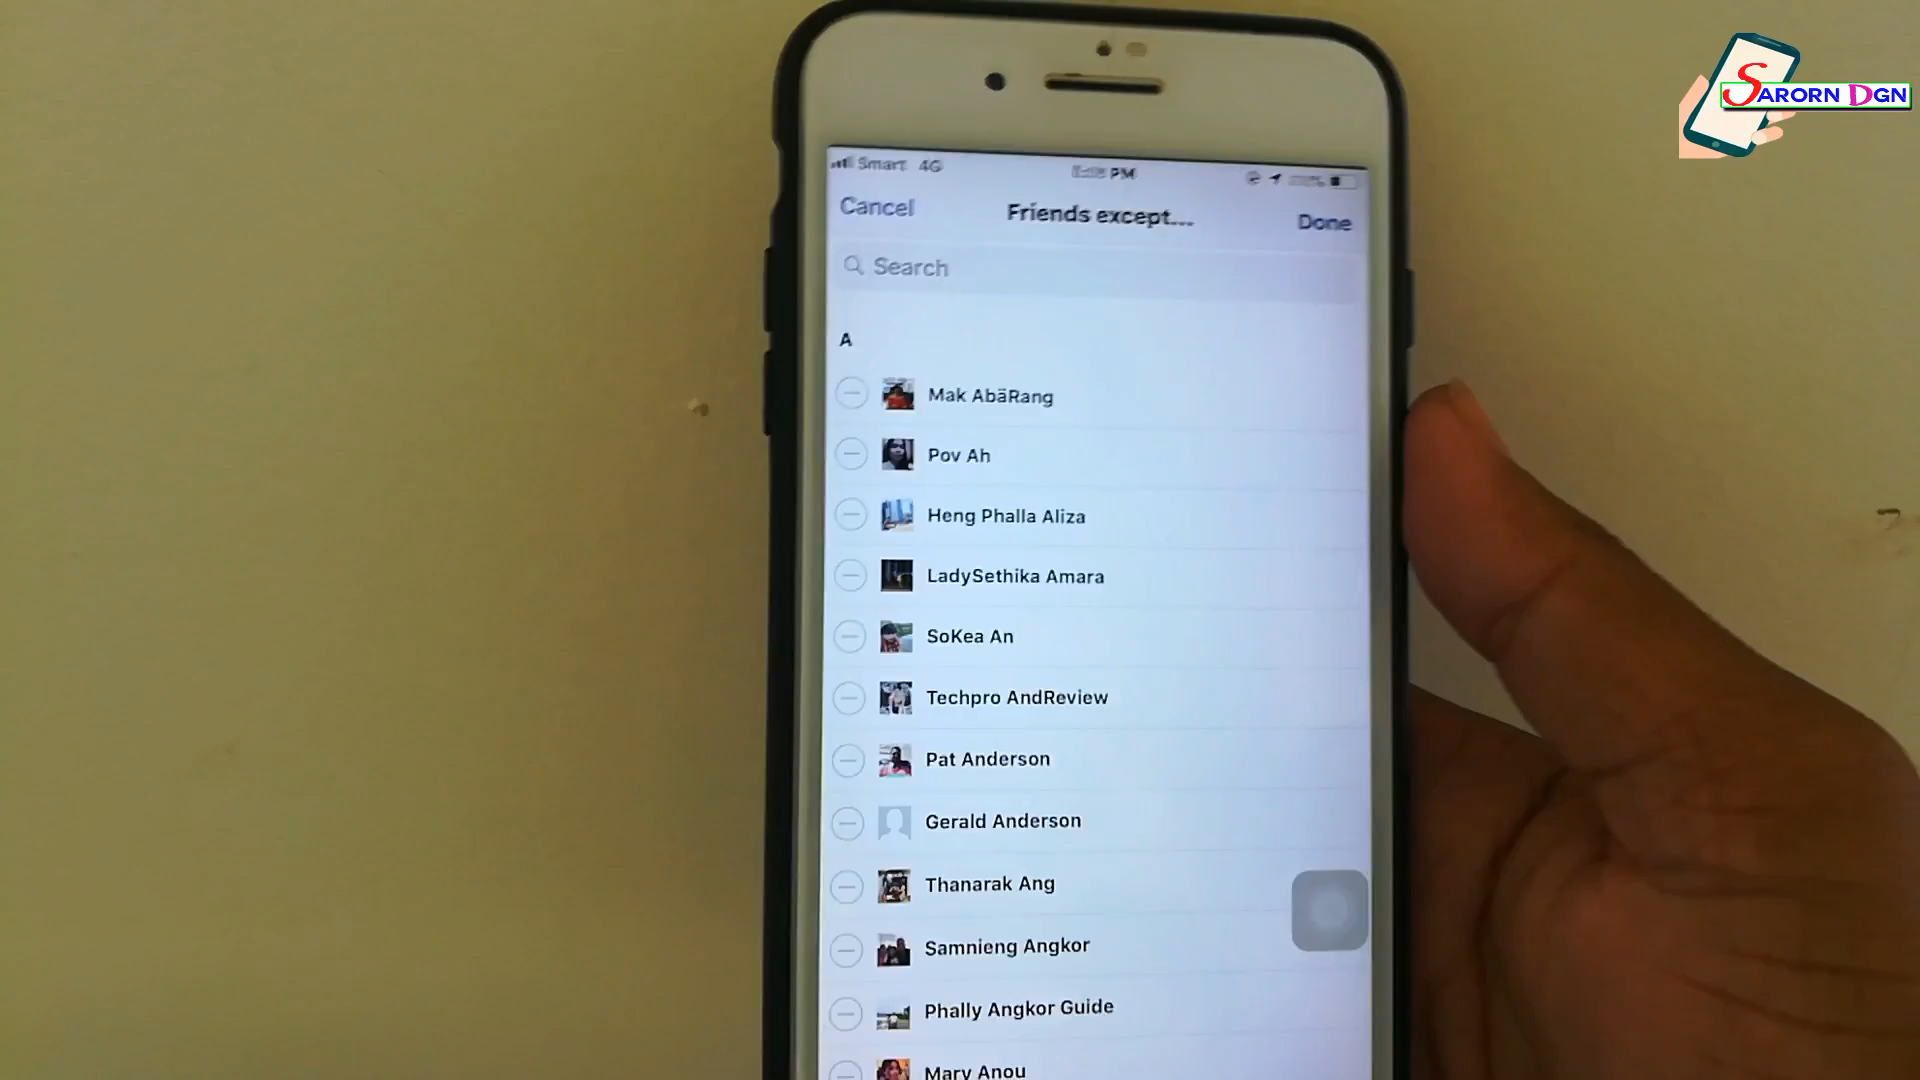 SARORN DGN
Smart 4G PM
Cancel Friends except... Done
Search
A
Mak AbäRang
Pov Ah
Heng Phalla Aliza
LadySethika Amara
SoKea An
Techpro AndReview
Pat Anderson
Gerald Anderson
Thanarak Ang
Samnieng Angkor
Phally Angkor Guide
Mary Anou